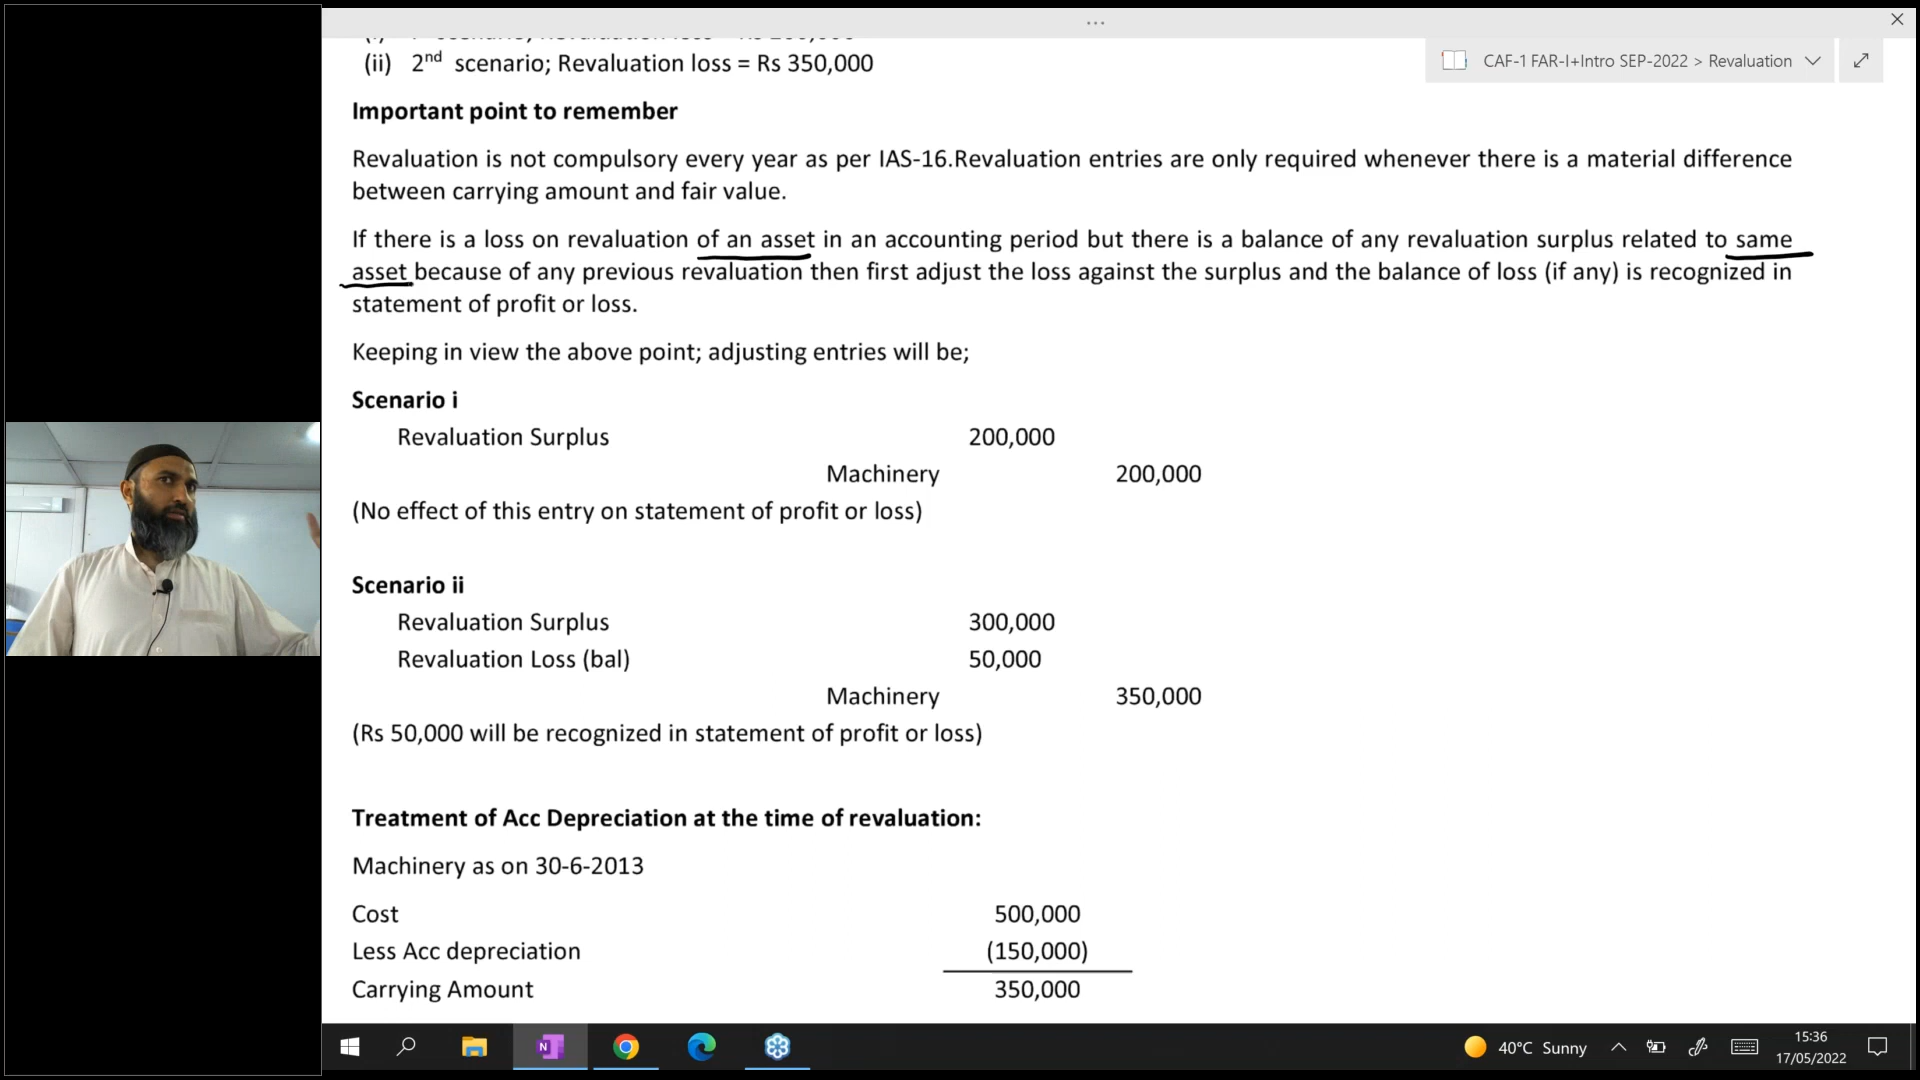 CAF-1 FAR-I+Intro SEP-2022 > Revaluation
(ii) 2nd scenario; Revaluation loss = Rs 350,000
Important point to remember
Revaluation is not compulsory every year as per IAS-16.Revaluation entries are only required whenever there is a material difference
between carrying amount and fair value.
If there is a loss on revaluation of an asset in an accounting period but there is a balance of any revaluation surplus related to same
asset because of any previous revaluation then first adjust the loss against the surplus and the balance of loss (if any) is recognized in
statement of profit or loss.
Keeping in view the above point; adjusting entries will be;
Scenario i
Revaluation Surplus 200,000
Machinery 200,000
(No effect of this entry on statement of profit or loss)
Scenario ii
Revaluation Surplus 300,000
Revaluation Loss (bal) 50,000
Machinery 350,000
(Rs 50,000 will be recognized in statement of profit or loss)
Treatment of Acc Depreciation at the time of revaluation:
Machinery as on 30-6-2013
Cost 500,000
Less Acc depreciation (150,000)
Carrying Amount 350,000
N
40°C Sunny
15:36
17/05/2022